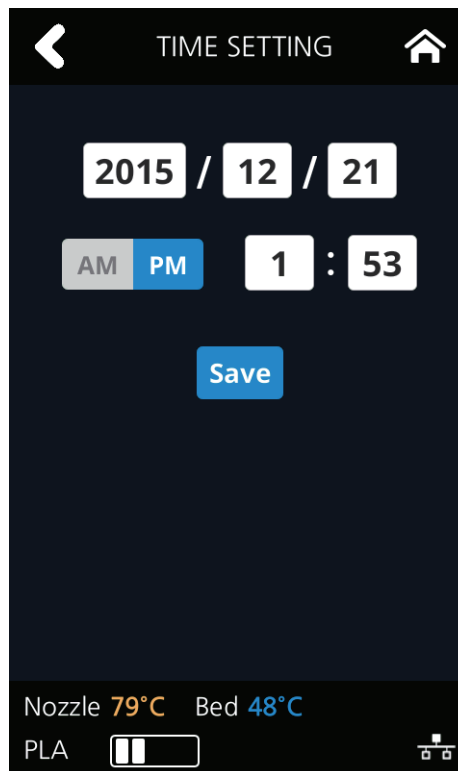 TIME SETTING
2015 / 12 / 21
AM PM 1 : 53
Save
Nozzle 79°C Bed 48°C
PLA